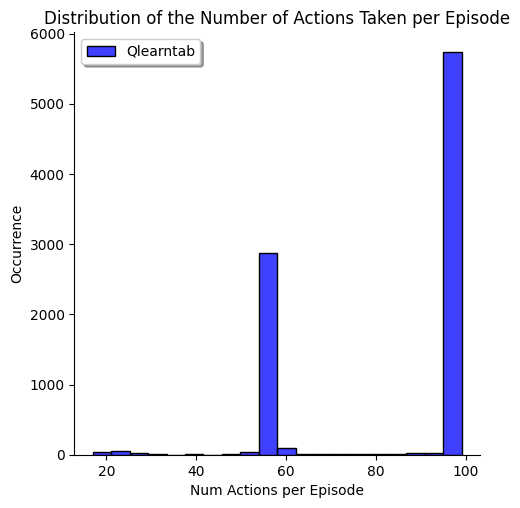 Distribution of the Number of Actions Taken per Episode
Qlearntab
6000
5000
4000
3000
2000
1000
0
Occurrence
20 40 60 80 100
Num Actions per Episode